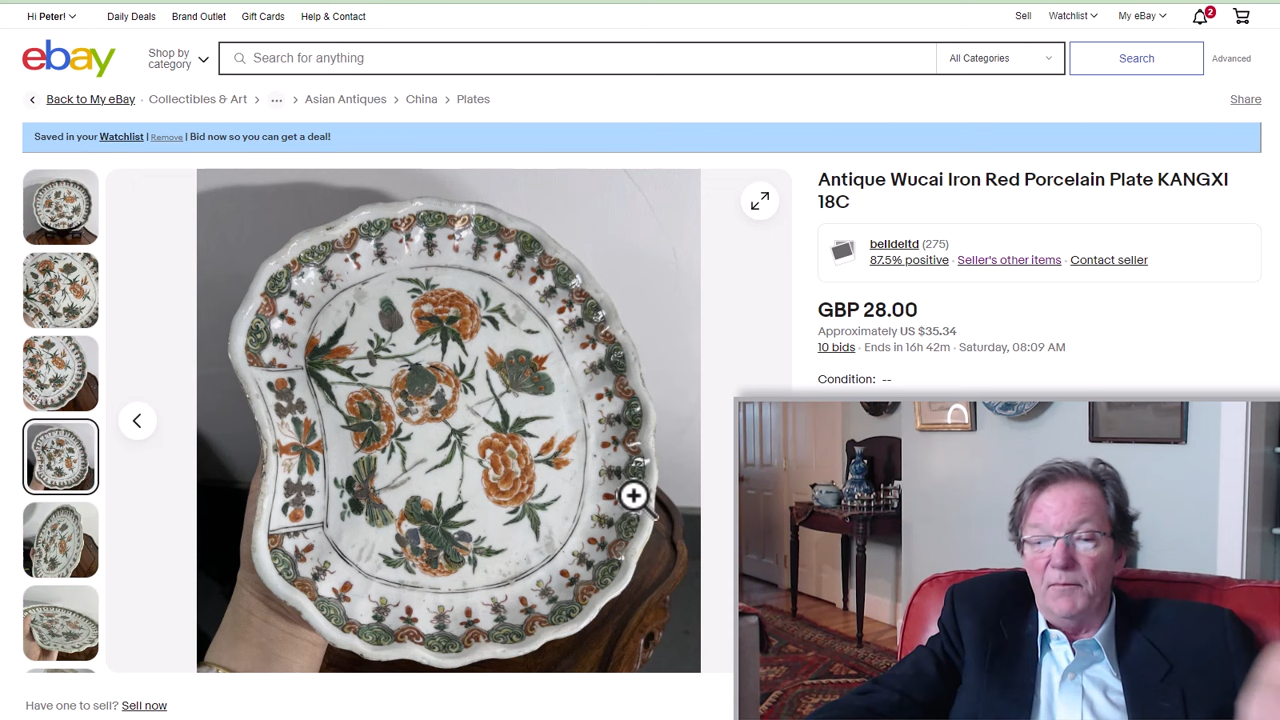 Hi Peter!
Daily Deals
Brand Outlet
Gift Cards
Help & Contact
Sell
Watchlist
My eBay
2
ebay
Shop by
category
Search for anything
All Categories
Search
Advanced
Back to My eBay · Collectibles & Art > ... > Asian Antiques > China > Plates
Share
Saved in your Watchlist | Remove | Bid now so you can get a deal!
Antique Wucai Iron Red Porcelain Plate KANGXI
18C
belldeltd (275)
87.5% positive · Seller's other items · Contact seller
GBP 28.00
Approximately US $35.34
10 bids · Ends in 16h 42m · Saturday, 08:09 AM
Condition: --
Have one to sell? Sell now